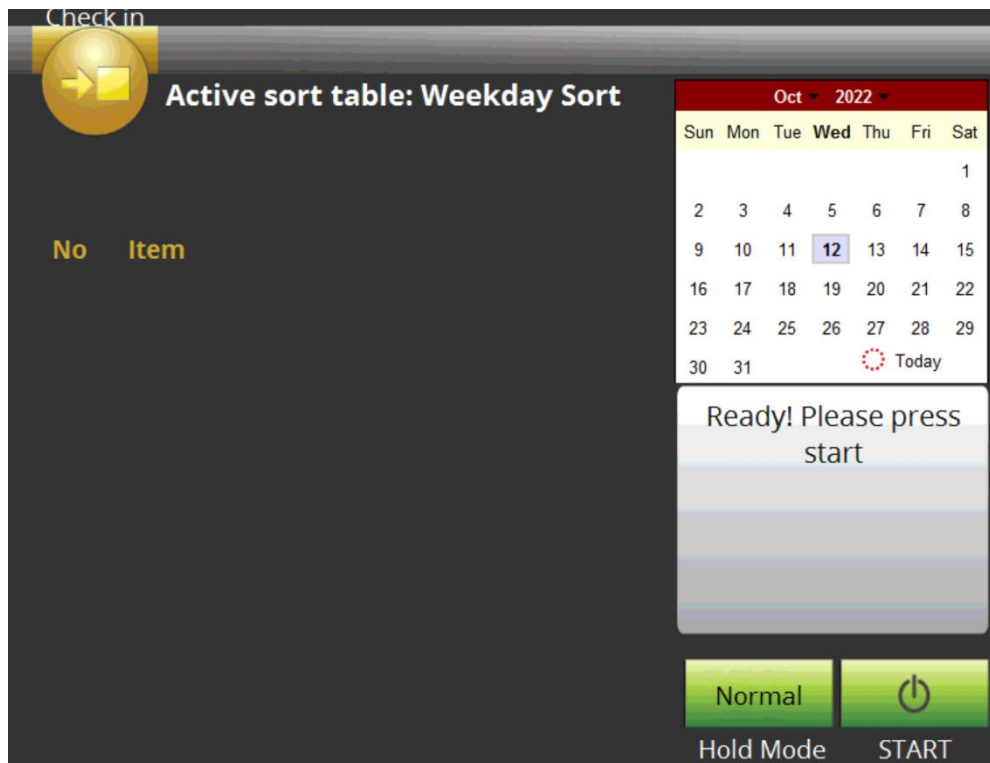 Check in
Active sort table: Weekday Sort
No Item
Oct 2022
Sun Mon Tue Wed Thu Fri Sat
1
2 3 4 5 6 7 8
9 10 11 12 13 14 15
16 17 18 19 20 21 22
23 24 25 26 27 28 29
30 31 Today
Ready! Please press
start
Normal
Hold Mode START